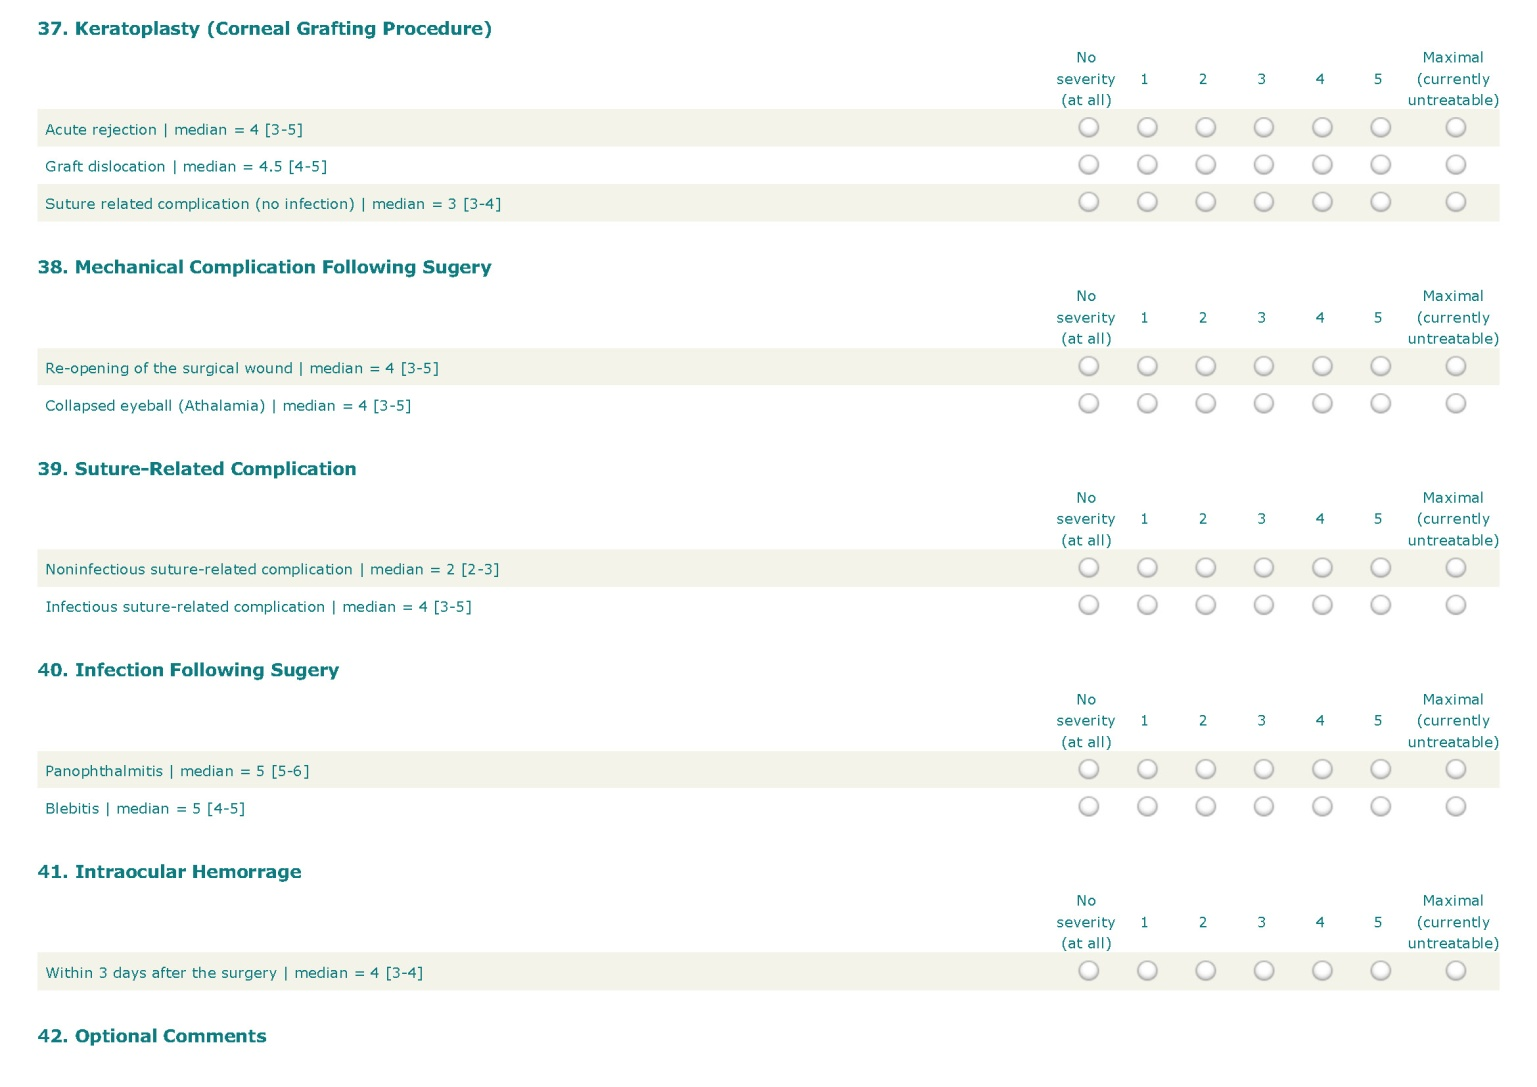 37. Keratoplasty (Corneal Grafting Procedure)
No severity (at all) 1 2 3 4 5 Maximal (currently untreatable)
Acute rejection | median = 4 [3-5]
Graft dislocation | median = 4.5 [4-5]
Suture related complication (no infection) | median = 3 [3-4]
38. Mechanical Complication Following Sugery
No severity (at all) 1 2 3 4 5 Maximal (currently untreatable)
Re-opening of the surgical wound | median = 4 [3-5]
Collapsed eyeball (Athalamia) | median = 4 [3-5]
39. Suture-Related Complication
No severity (at all) 1 2 3 4 5 Maximal (currently untreatable)
Noninfectious suture-related complication | median = 2 [2-3]
Infectious suture-related complication | median = 4 [3-5]
40. Infection Following Sugery
No severity (at all) 1 2 3 4 5 Maximal (currently untreatable)
Panophthalmitis | median = 5 [5-6]
Blebitis | median = 5 [4-5]
41. Intraocular Hemorrage
No severity (at all) 1 2 3 4 5 Maximal (currently untreatable)
Within 3 days after the surgery | median = 4 [3-4]
42. Optional Comments